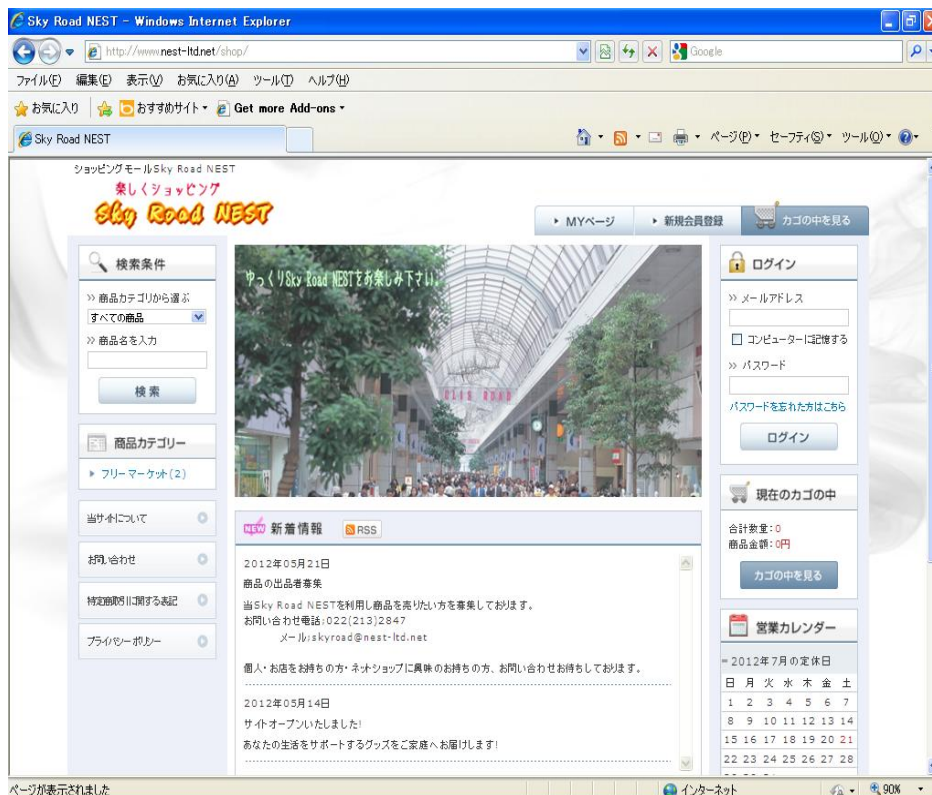 Sky Road NEST - Windows Internet Explorer
http://www.nest-ltd.net/shop/
Google
ファイル(F) 編集(E) 表示(V) お気に入り(A) ツール(T) ヘルプ(H)
お気に入り おすすめサイト Get more Add-ons
Sky Road NEST
ページ(P) セーフティ(S) ツール(O)
ショッピングモールSky Road NEST
楽しくショッピング
Sky Road NEST
MYページ 新規会員登録 カゴの中を見る
検索条件
商品カテゴリから選ぶ
すべての商品
商品名を入力
検索
商品カテゴリー
フリーマーケット(2)
当サイトについて
お問い合わせ
特定商取引に関する表記
プライバシーポリシー
ゆっくりSky Road NESTをお楽しみ下さい。
CLIS ROAD
NEW 新着情報 RSS
2012年05月21日
商品の出品者募集
当Sky Road NESTを利用し商品を売りたい方を募集しております。
お問い合わせ電話:022(213)2847
メール:skyroad@nest-ltd.net
個人・お店をお持ちの方・ネットショップに興味のお持ちの方、お問い合わせお待ちしております。
2012年05月14日
サイトオープンいたしました!
あなたの生活をサポートするグッズをご家庭へお届けします!
ログイン
メールアドレス
コンピューターに記憶する
パスワード
パスワードを忘れた方はこちら
ログイン
現在のカゴの中
合計数量:0
商品金額:0円
カゴの中を見る
営業カレンダー
2012年7月の定休日
日 月 火 水 木 金 土
1 2 3 4 5 6 7
8 9 10 11 12 13 14
15 16 17 18 19 20 21
22 23 24 25 26 27 28
ページが表示されました
インターネット
90%